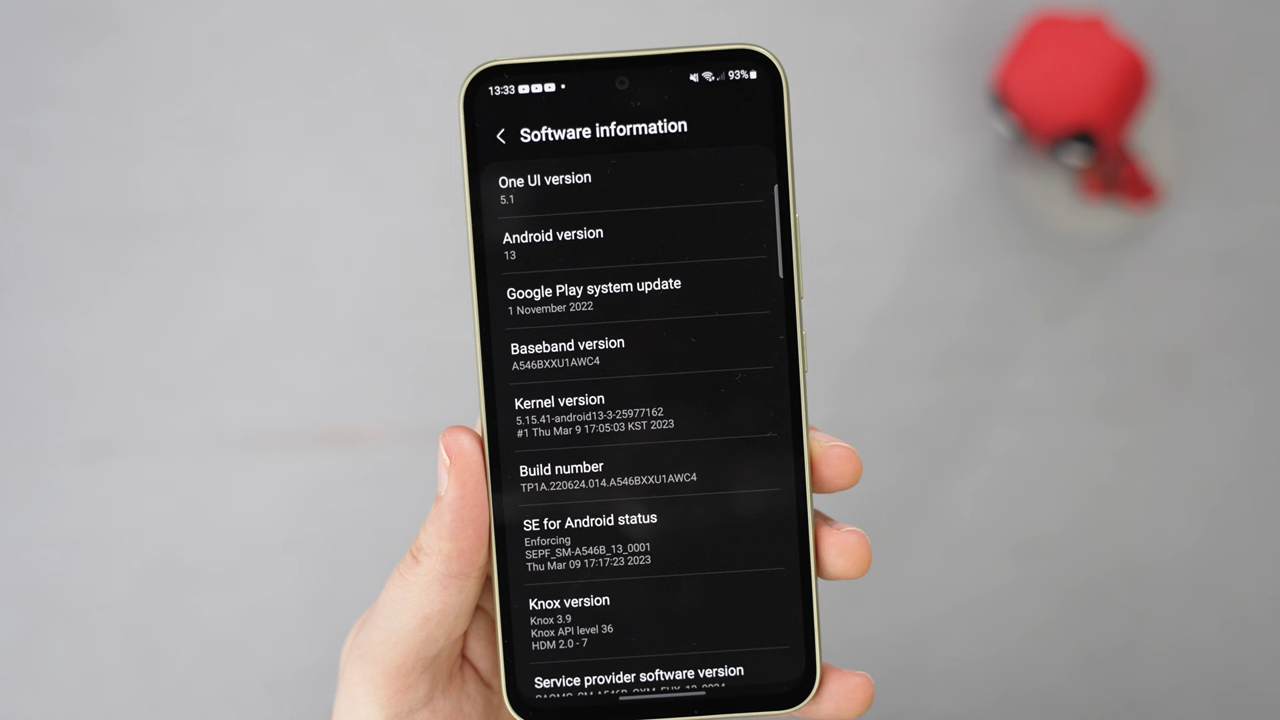 13:33 93%
Software information
One UI version
5.1
Android version
13
Google Play system update
1 November 2022
Baseband version
A546BXXU1AWC4
Kernel version
5.15.41-android13-3-25977162
#1 Thu Mar 9 17:05:03 KST 2023
Build number
TP1A.220624.014.A546BXXU1AWC4
SE for Android status
Enforcing
SEPF_SM-A546B_13_0001
Thu Mar 09 17:17:23 2023
Knox version
Knox 3.9
Knox API level 36
HDM 2.0 - 7
Service provider software version